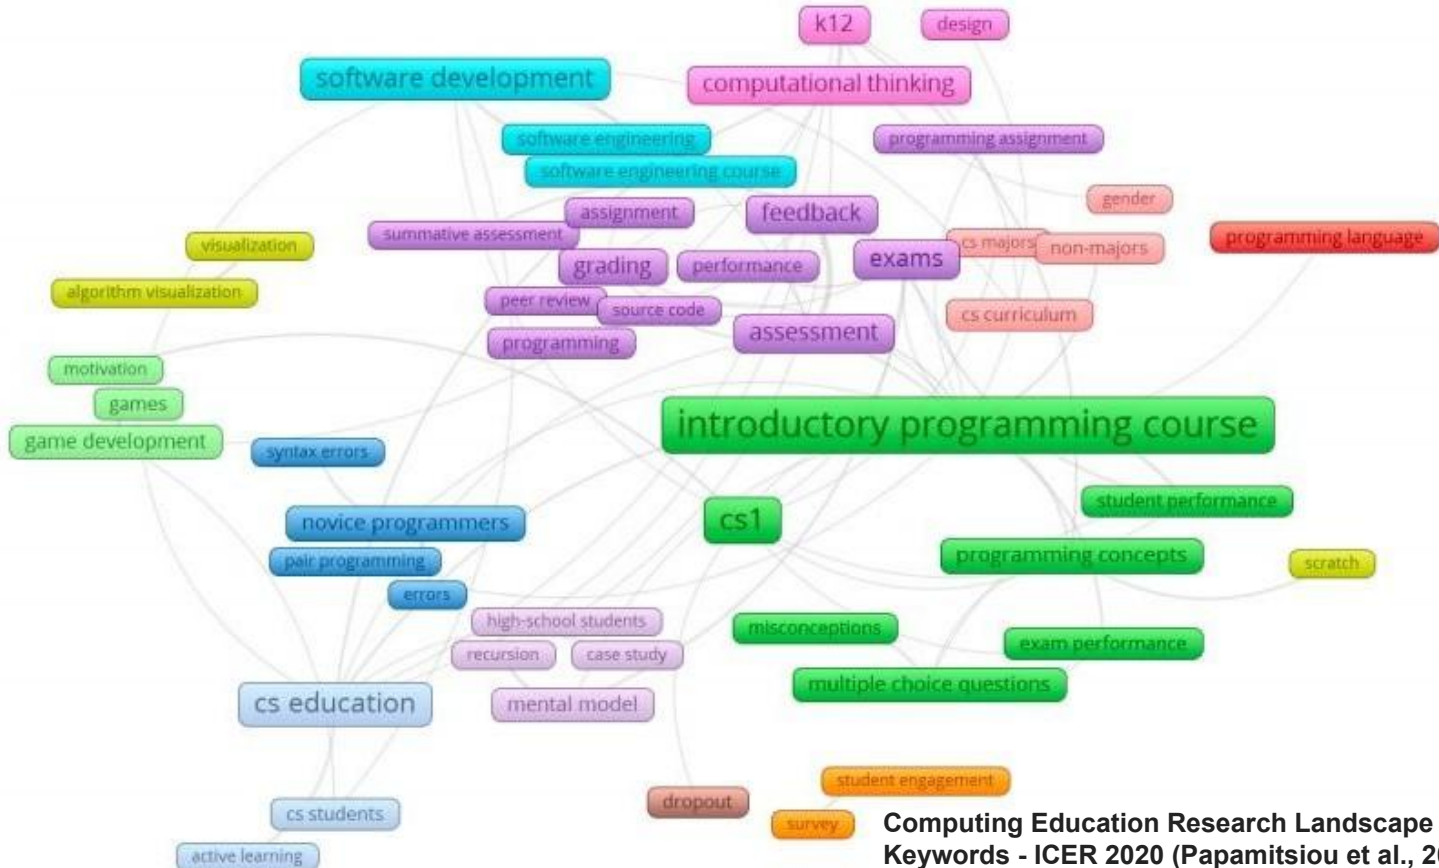 k12
design
software development
computational thinking
software engineering
programming assignment
software engineering course
gender
assignment
feedback
summative assessment
programming language
visualization
cs majors
non-majors
exams
grading
performance
algorithm visualization
peer review
source code
cs curriculum
assessment
programming
motivation
games
introductory programming course
game development
syntax errors
student performance
novice programmers
cs1
programming concepts
pair programming
scratch
errors
high-school students
misconceptions
exam performance
recursion
case study
multiple choice questions
cs education
mental model
student engagement
dropout
cs students
survey
Computing Education Research Landscape
Keywords - ICER 2020 (Papamitsiou et al.,
active learning